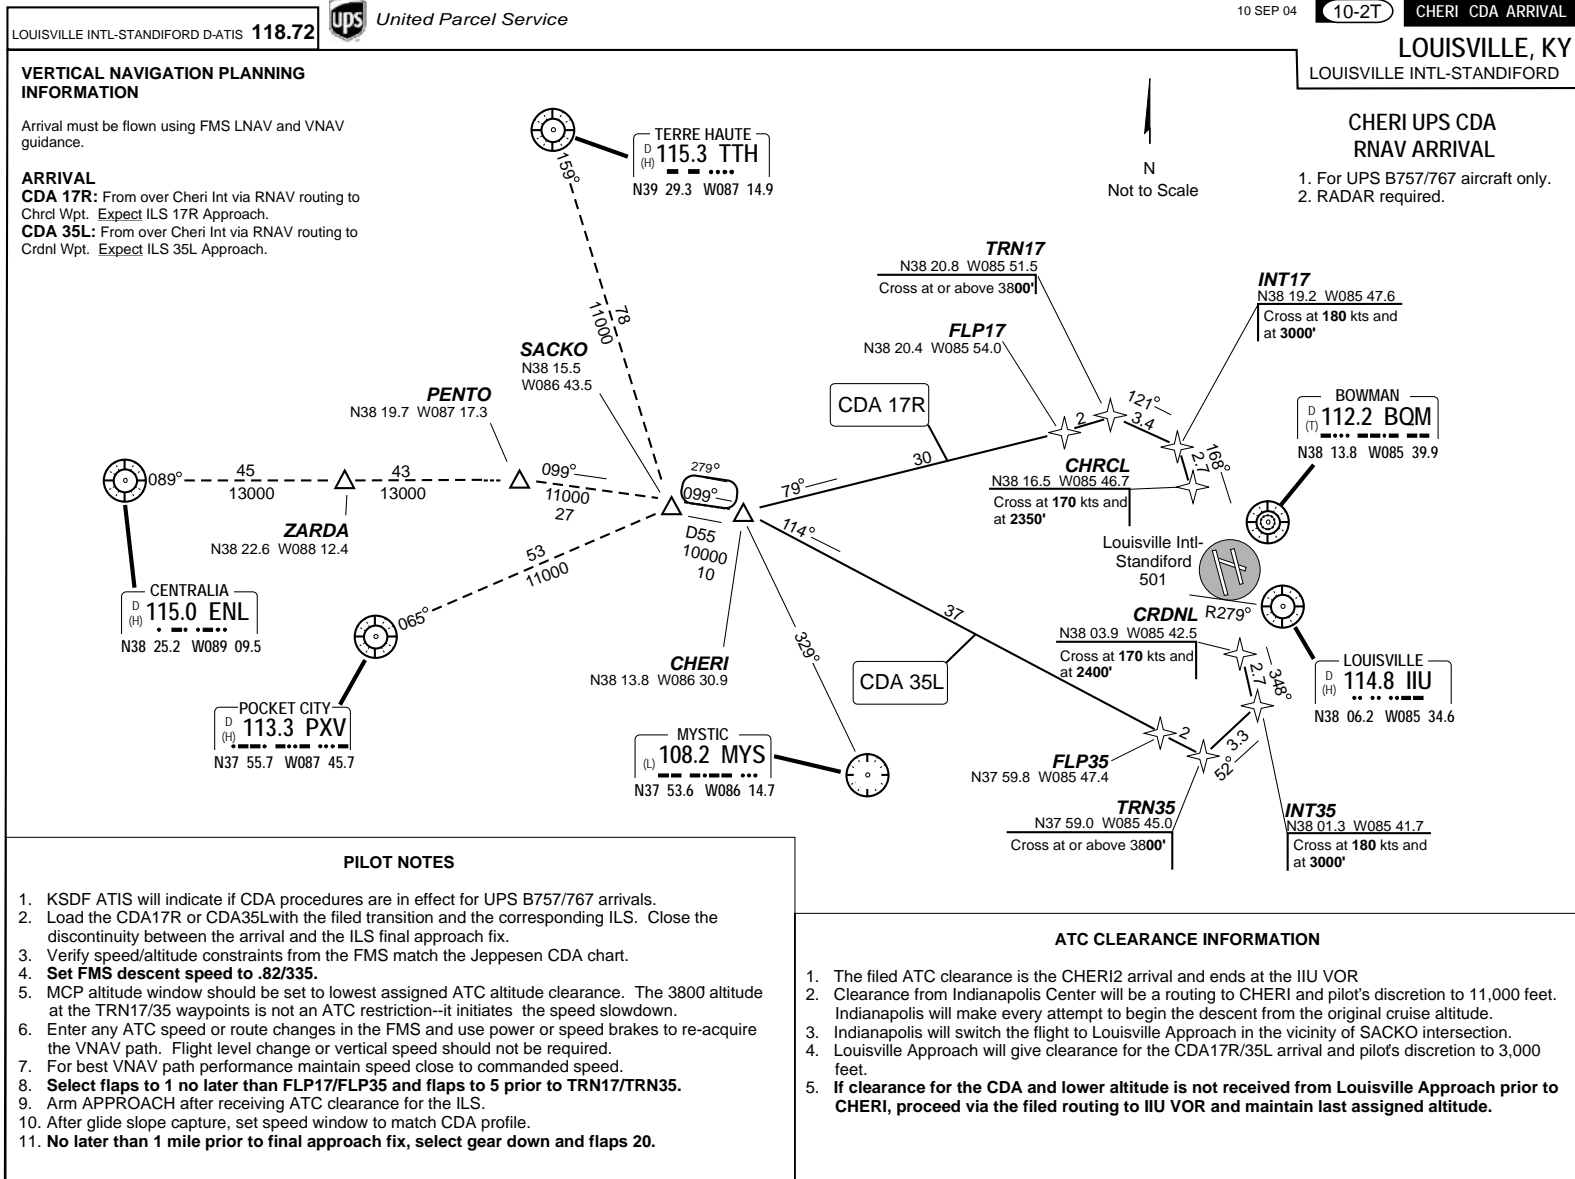 LOUISVILLE INTL-STANDIFORD D-ATIS 118.72
ups
United Parcel Service
10 SEP 04
10-2T
CHERI CDA ARRIVAL
LOUISVILLE, KY
LOUISVILLE INTL-STANDIFORD
VERTICAL NAVIGATION PLANNING
INFORMATION
Arrival must be flown using FMS LNAV and VNAV
guidance.
ARRIVAL
CDA 17R: From over Cheri Int via RNAV routing to
Chrcl Wpt. Expect ILS 17R Approach.
CDA 35L: From over Cheri Int via RNAV routing to
Crdnl Wpt. Expect ILS 35L Approach.
CHERI UPS CDA
RNAV ARRIVAL
1. For UPS B757/767 aircraft only.
2. RADAR required.
N
Not to Scale
TERRE HAUTE
D
(H)
115.3 TTH
N39 29.3 W087 14.9
159°
78
11000
SACKO
N38 15.5
W086 43.5
PENTO
N38 19.7 W087 17.3
089°
45
13000
43
13000
099°
11000
27
ZARDA
N38 22.6 W088 12.4
CENTRALIA
D
(H)
115.0 ENL
N38 25.2 W089 09.5
065°
53
11000
POCKET CITY
D
(H)
113.3 PXV
N37 55.7 W087 45.7
279°
099°
D55
10000
10
CHERI
N38 13.8 W086 30.9
329°
MYSTIC
(L)
108.2 MYS
N37 53.6 W086 14.7
79°
30
CDA 17R
FLP17
N38 20.4 W085 54.0
2
TRN17
N38 20.8 W085 51.5
Cross at or above 3800'
121°
3.4
INT17
N38 19.2 W085 47.6
Cross at 180 kts and
at 3000'
168°
2.7
CHRCL
N38 16.5 W085 46.7
Cross at 170 kts and
at 2350'
BOWMAN
D
(T)
112.2 BQM
N38 13.8 W085 39.9
Louisville Intl-
Standiford
501
R279°
LOUISVILLE
D
(H)
114.8 IIU
N38 06.2 W085 34.6
114°
37
CDA 35L
CRDNL
N38 03.9 W085 42.5
Cross at 170 kts and
at 2400'
348°
2.7
FLP35
N37 59.8 W085 47.4
2
3.3
52°
TRN35
N37 59.0 W085 45.0
Cross at or above 3800'
INT35
N38 01.3 W085 41.7
Cross at 180 kts and
at 3000'
PILOT NOTES
1. KSDF ATIS will indicate if CDA procedures are in effect for UPS B757/767 arrivals.
2. Load the CDA17R or CDA35Lwith the filed transition and the corresponding ILS. Close the
discontinuity between the arrival and the ILS final approach fix.
3. Verify speed/altitude constraints from the FMS match the Jeppesen CDA chart.
4. Set FMS descent speed to .82/335.
5. MCP altitude window should be set to lowest assigned ATC altitude clearance. The 3800' altitude
at the TRN17/35 waypoints is not an ATC restriction--it initiates the speed slowdown.
6. Enter any ATC speed or route changes in the FMS and use power or speed brakes to re-acquire
the VNAV path. Flight level change or vertical speed should not be required.
7. For best VNAV path performance maintain speed close to commanded speed.
8. Select flaps to 1 no later than FLP17/FLP35 and flaps to 5 prior to TRN17/TRN35.
9. Arm APPROACH after receiving ATC clearance for the ILS.
10. After glide slope capture, set speed window to match CDA profile.
11. No later than 1 mile prior to final approach fix, select gear down and flaps 20.
ATC CLEARANCE INFORMATION
1. The filed ATC clearance is the CHERI2 arrival and ends at the IIU VOR
2. Clearance from Indianapolis Center will be a routing to CHERI and pilot's discretion to 11,000 feet.
Indianapolis will make every attempt to begin the descent from the original cruise altitude.
3. Indianapolis will switch the flight to Louisville Approach in the vicinity of SACKO intersection.
4. Louisville Approach will give clearance for the CDA17R/35L arrival and pilot's discretion to 3,000
feet.
5. If clearance for the CDA and lower altitude is not received from Louisville Approach prior to
CHERI, proceed via the filed routing to IIU VOR and maintain last assigned altitude.